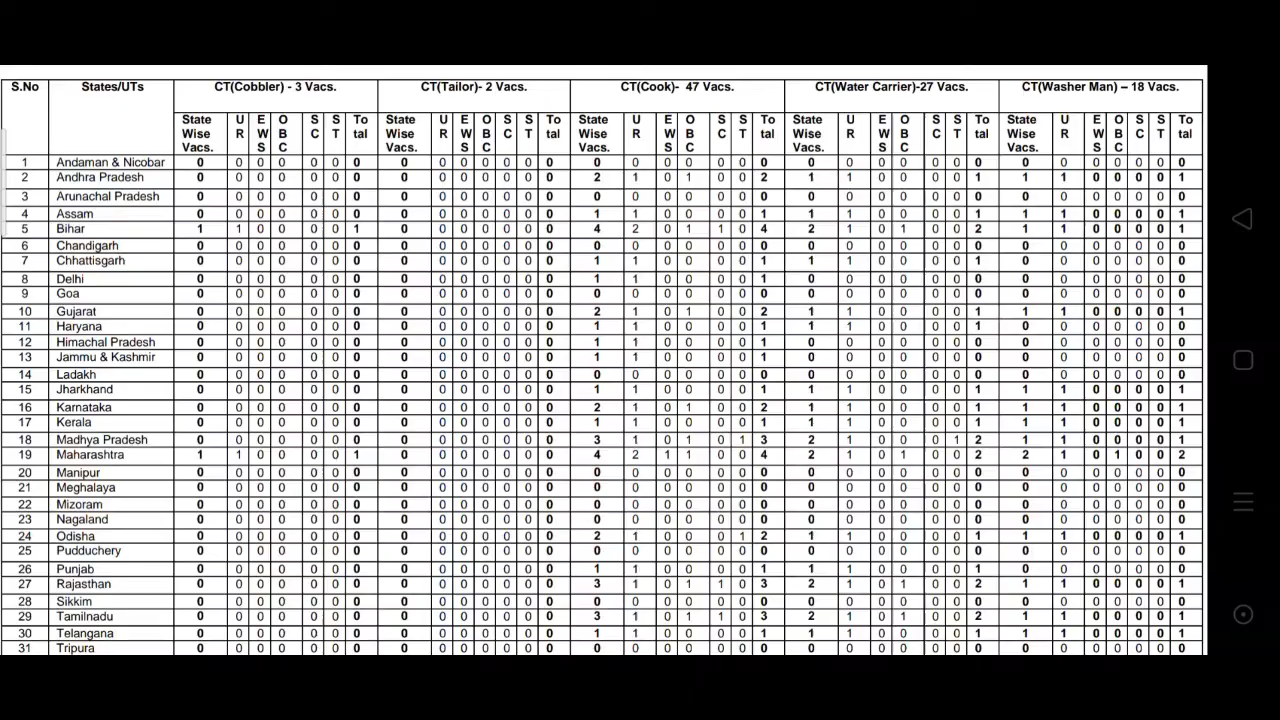 S.No States/UTs CT(Cobbler) - 3 Vacs. CT(Tailor)- 2 Vacs. CT(Cook)- 47 Vacs. CT(Water Carrier)-27 Vacs. CT(Washer Man) – 18 Vacs.
State Wise Vacs. UR EWS OBC SC ST Total State Wise Vacs. UR EWS OBC SC ST Total State Wise Vacs. UR EWS OBC SC ST Total State Wise Vacs. UR EWS OBC SC ST Total State Wise Vacs. UR EWS OBC SC ST Total
1 Andaman & Nicobar 0 0 0 0 0 0 0 0 0 0 0 0 0 0 0 0 0 0 0 0 0 0 0 0 0 0 0 0 0 0 0 0 0 0 0
2 Andhra Pradesh 0 0 0 0 0 0 0 0 0 0 0 0 0 0 2 1 0 1 0 0 2 1 1 0 0 0 0 1 1 1 0 0 0 0 1
3 Arunachal Pradesh 0 0 0 0 0 0 0 0 0 0 0 0 0 0 0 0 0 0 0 0 0 0 0 0 0 0 0 0 0 0 0 0 0 0 0
4 Assam 0 0 0 0 0 0 0 0 0 0 0 0 0 0 1 1 0 0 0 0 1 1 1 0 0 0 0 1 1 1 0 0 0 0 1
5 Bihar 1 1 0 0 0 0 1 0 0 0 0 0 0 0 4 2 0 1 1 0 4 2 1 0 1 0 0 2 1 1 0 0 0 0 1
6 Chandigarh 0 0 0 0 0 0 0 0 0 0 0 0 0 0 0 0 0 0 0 0 0 0 0 0 0 0 0 0 0 0 0 0 0 0 0
7 Chhattisgarh 0 0 0 0 0 0 0 0 0 0 0 0 0 0 1 1 0 0 0 0 1 1 1 0 0 0 0 1 0 0 0 0 0 0 0
8 Delhi 0 0 0 0 0 0 0 0 0 0 0 0 0 0 1 1 0 0 0 0 1 0 0 0 0 0 0 0 0 0 0 0 0 0 0
9 Goa 0 0 0 0 0 0 0 0 0 0 0 0 0 0 0 0 0 0 0 0 0 0 0 0 0 0 0 0 0 0 0 0 0 0 0
10 Gujarat 0 0 0 0 0 0 0 0 0 0 0 0 0 0 2 1 0 1 0 0 2 1 1 0 0 0 0 1 1 1 0 0 0 0 1
11 Haryana 0 0 0 0 0 0 0 0 0 0 0 0 0 0 1 1 0 0 0 0 1 1 1 0 0 0 0 1 0 0 0 0 0 0 0
12 Himachal Pradesh 0 0 0 0 0 0 0 0 0 0 0 0 0 0 1 1 0 0 0 0 1 0 0 0 0 0 0 0 0 0 0 0 0 0 0
13 Jammu & Kashmir 0 0 0 0 0 0 0 0 0 0 0 0 0 0 1 1 0 0 0 0 1 0 0 0 0 0 0 0 0 0 0 0 0 0 0
14 Ladakh 0 0 0 0 0 0 0 0 0 0 0 0 0 0 0 0 0 0 0 0 0 0 0 0 0 0 0 0 0 0 0 0 0 0 0
15 Jharkhand 0 0 0 0 0 0 0 0 0 0 0 0 0 0 1 1 0 0 0 0 1 1 1 0 0 0 0 1 1 1 0 0 0 0 1
16 Karnataka 0 0 0 0 0 0 0 0 0 0 0 0 0 0 2 1 0 1 0 0 2 1 1 0 0 0 0 1 1 1 0 0 0 0 1
17 Kerala 0 0 0 0 0 0 0 0 0 0 0 0 0 0 1 1 0 0 0 0 1 1 1 0 0 0 0 1 1 1 0 0 0 0 1
18 Madhya Pradesh 0 0 0 0 0 0 0 0 0 0 0 0 0 0 3 1 0 1 0 1 3 2 1 0 0 0 1 2 1 1 0 0 0 0 1
19 Maharashtra 1 1 0 0 0 0 1 0 0 0 0 0 0 0 4 2 1 1 0 0 4 2 1 0 1 0 0 2 2 1 0 1 0 0 2
20 Manipur 0 0 0 0 0 0 0 0 0 0 0 0 0 0 0 0 0 0 0 0 0 0 0 0 0 0 0 0 0 0 0 0 0 0 0
21 Meghalaya 0 0 0 0 0 0 0 0 0 0 0 0 0 0 0 0 0 0 0 0 0 0 0 0 0 0 0 0 0 0 0 0 0 0 0
22 Mizoram 0 0 0 0 0 0 0 0 0 0 0 0 0 0 0 0 0 0 0 0 0 0 0 0 0 0 0 0 0 0 0 0 0 0 0
23 Nagaland 0 0 0 0 0 0 0 0 0 0 0 0 0 0 0 0 0 0 0 0 0 0 0 0 0 0 0 0 0 0 0 0 0 0 0
24 Odisha 0 0 0 0 0 0 0 0 0 0 0 0 0 0 2 1 0 0 0 1 2 1 1 0 0 0 0 1 1 1 0 0 0 0 1
25 Pudduchery 0 0 0 0 0 0 0 0 0 0 0 0 0 0 0 0 0 0 0 0 0 0 0 0 0 0 0 0 0 0 0 0 0 0 0
26 Punjab 0 0 0 0 0 0 0 0 0 0 0 0 0 0 1 1 0 0 0 0 1 1 1 0 0 0 0 1 0 0 0 0 0 0 0
27 Rajasthan 0 0 0 0 0 0 0 0 0 0 0 0 0 0 3 1 0 1 1 0 3 2 1 0 1 0 0 2 1 1 0 0 0 0 1
28 Sikkim 0 0 0 0 0 0 0 0 0 0 0 0 0 0 0 0 0 0 0 0 0 0 0 0 0 0 0 0 0 0 0 0 0 0 0
29 Tamilnadu 0 0 0 0 0 0 0 0 0 0 0 0 0 0 3 1 0 1 1 0 3 2 1 0 1 0 0 2 1 1 0 0 0 0 1
30 Telangana 0 0 0 0 0 0 0 0 0 0 0 0 0 0 1 1 0 0 0 0 1 1 1 0 0 0 0 1 1 1 0 0 0 0 1
31 Tripura 0 0 0 0 0 0 0 0 0 0 0 0 0 0 0 0 0 0 0 0 0 0 0 0 0 0 0 0 0 0 0 0 0 0 0